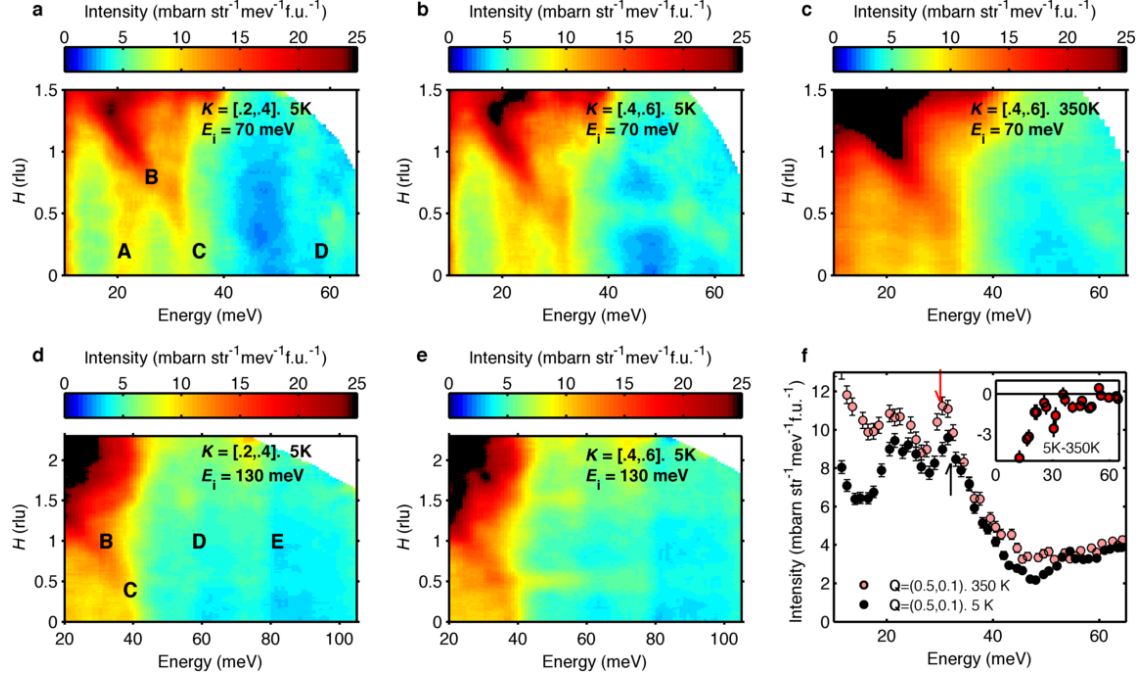 a
Intensity (mbarn str⁻¹mev⁻¹f.u.⁻¹)
0 5 10 15 20 25
K = [.2,.4]. 5K
Eᵢ = 70 meV
B
A C D
1.5
1
0.5
0
H (rlu)
20 40 60
Energy (meV)
b
Intensity (mbarn str⁻¹mev⁻¹f.u.⁻¹)
0 5 10 15 20 25
K = [.4,.6]. 5K
Eᵢ = 70 meV
1.5
1
0.5
0
H (rlu)
20 40 60
Energy (meV)
c
Intensity (mbarn str⁻¹mev⁻¹f.u.⁻¹)
0 5 10 15 20 25
K = [.4,.6]. 350K
Eᵢ = 70 meV
1.5
1
0.5
0
H (rlu)
20 40 60
Energy (meV)
d
Intensity (mbarn str⁻¹mev⁻¹f.u.⁻¹)
0 5 10 15 20 25
K = [.2,.4]. 5K
Eᵢ = 130 meV
B D E
C
2
1.5
1
0.5
0
H (rlu)
20 40 60 80 100
Energy (meV)
e
Intensity (mbarn str⁻¹mev⁻¹f.u.⁻¹)
0 5 10 15 20 25
K = [.4,.6]. 5K
Eᵢ = 130 meV
2
1.5
1
0.5
0
H (rlu)
20 40 60 80 100
Energy (meV)
f
12
10
8
6
4
2
0
Intensity (mbarn str⁻¹mev⁻¹f.u.⁻¹)
0
-3
5K-350K
0 30 60
Q=(0.5,0.1). 350 K
Q=(0.5,0.1). 5 K
20 40 60
Energy (meV)